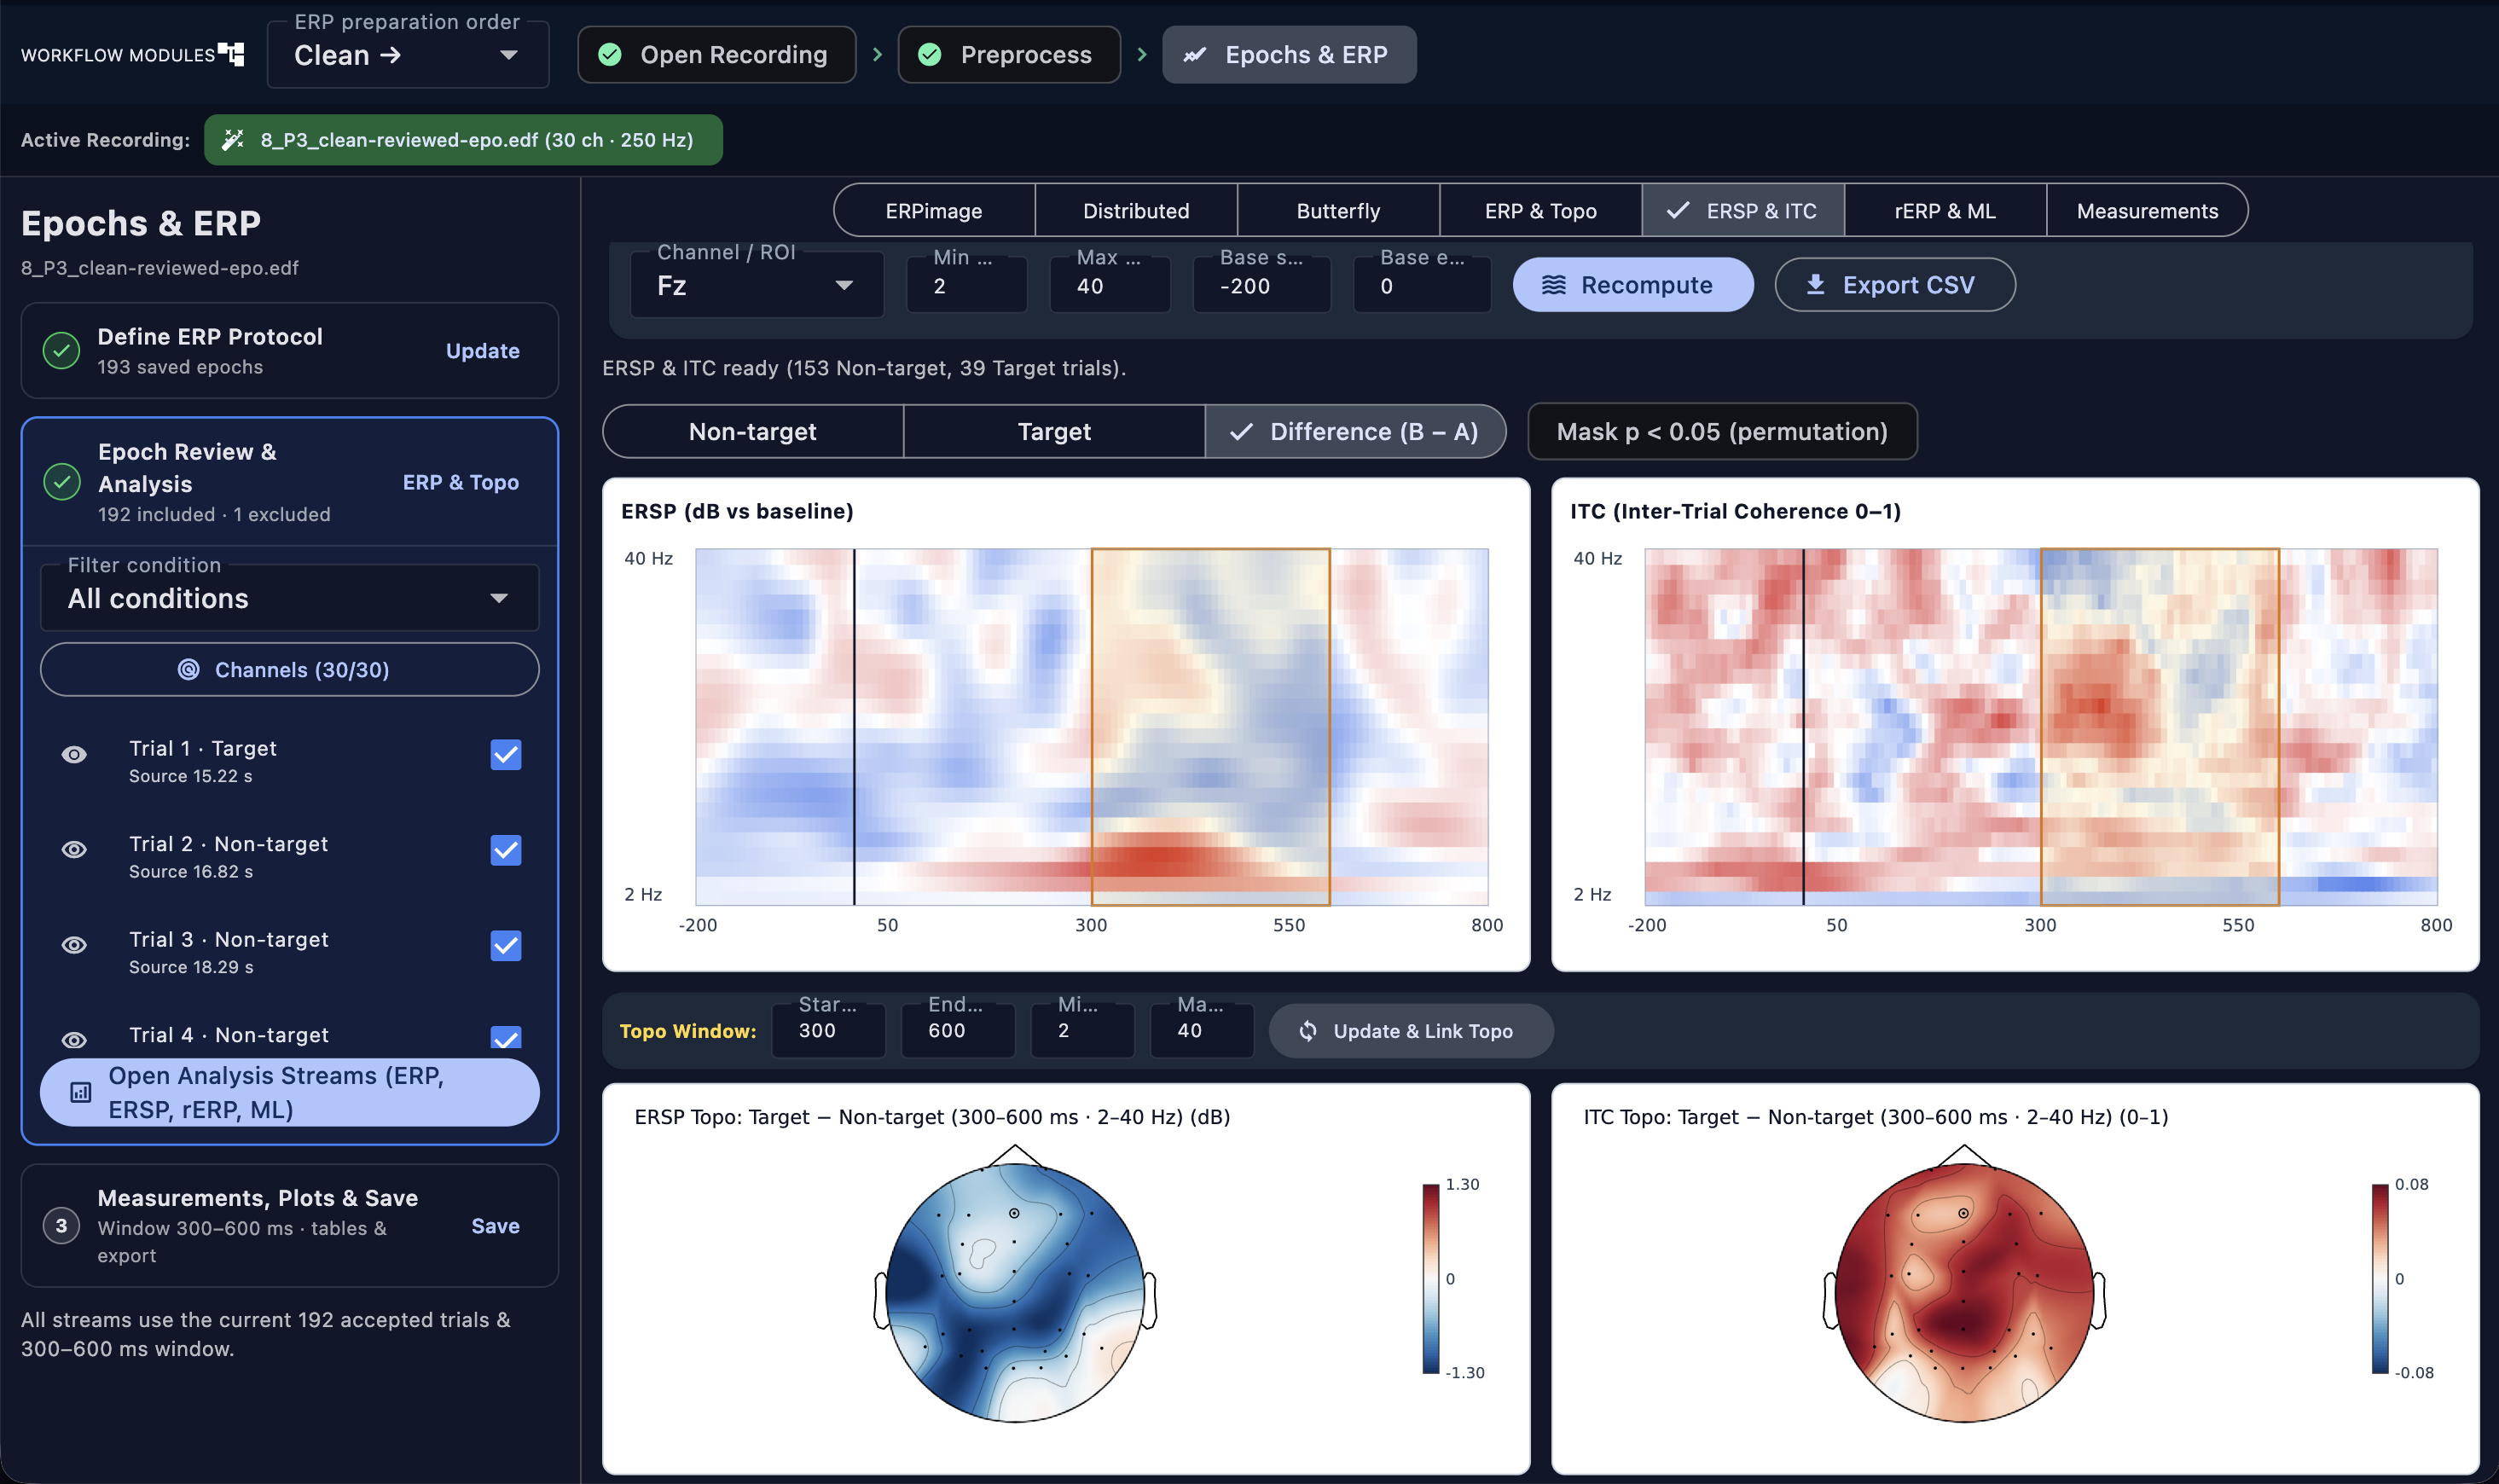 WORKFLOW MODULES
ERP preparation order
Clean →
Open Recording
Preprocess
Epochs & ERP
Active Recording:
8_P3_clean-reviewed-epo.edf (30 ch · 250 Hz)
Epochs & ERP
8_P3_clean-reviewed-epo.edf
Define ERP Protocol
193 saved epochs
Update
Epoch Review &
Analysis
192 included · 1 excluded
ERP & Topo
Filter condition
All conditions
Channels (30/30)
Trial 1 · Target
Source 15.22 s
Trial 2 · Non-target
Source 16.82 s
Trial 3 · Non-target
Source 18.29 s
Trial 4 · Non-target
Open Analysis Streams (ERP,
ERSP, rERP, ML)
3
Measurements, Plots & Save
Window 300–600 ms · tables &
export
Save
All streams use the current 192 accepted trials &
300–600 ms window.
ERPimage
Distributed
Butterfly
ERP & Topo
ERSP & ITC
rERP & ML
Measurements
Channel / ROI
Fz
Min ...
2
Max ...
40
Base s...
-200
Base e...
0
Recompute
Export CSV
ERSP & ITC ready (153 Non-target, 39 Target trials).
Non-target
Target
Difference (B – A)
Mask p < 0.05 (permutation)
ERSP (dB vs baseline)
40 Hz
2 Hz
-200 50 300 550 800
ITC (Inter-Trial Coherence 0–1)
40 Hz
2 Hz
-200 50 300 550 800
Topo Window:
Star...
300
End...
600
Mi...
2
Ma...
40
Update & Link Topo
ERSP Topo: Target − Non-target (300–600 ms · 2–40 Hz) (dB)
1.30
0
-1.30
ITC Topo: Target − Non-target (300–600 ms · 2–40 Hz) (0–1)
0.08
0
-0.08